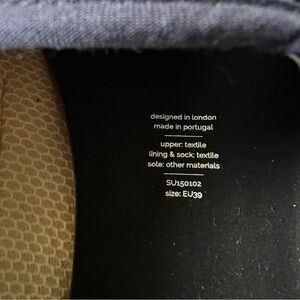 designed in london
made in portugal
upper: textile
lining & sock: textile
sole: other materials
SU150102
size: EU39